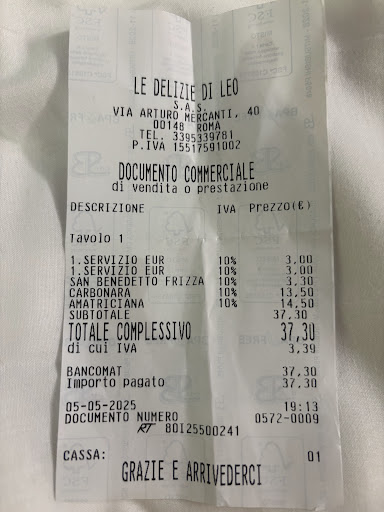 LE DELIZIE DI LEO
S.A.S.
VIA ARTURO MERCANTI, 40
00148 ROMA
TEL. 3395339781
P.IVA 15517591002
DOCUMENTO COMMERCIALE
di vendita o prestazione
DESCRIZIONE IVA Prezzo(€)
Tavolo 1
1.SERVIZIO EUR 10% 3,00
1.SERVIZIO EUR 10% 3,00
SAN BENEDETTO FRIZZA 10% 3,30
CARBONARA 10% 13,50
AMATRICIANA 10% 14,50
SUBTOTALE 37,30
TOTALE COMPLESSIVO 37,30
di cui IVA 3,39
BANCOMAT 37,30
Importo pagato 37,30
05-05-2025 19:13
DOCUMENTO NUMERO 0572-0009
RT 80I25500241
CASSA: 01
GRAZIE E ARRIVEDERCI